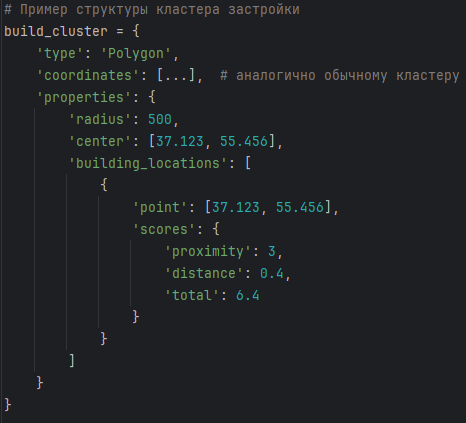 # Пример структуры кластера застройки
build_cluster = {
    'type': 'Polygon',
    'coordinates': [...],  # аналогично обычному кластеру
    'properties': {
        'radius': 500,
        'center': [37.123, 55.456],
        'building_locations': [
            {
                'point': [37.123, 55.456],
                'scores': {
                    'proximity': 3,
                    'distance': 0.4,
                    'total': 6.4
                }
            }
        ]
    }
}